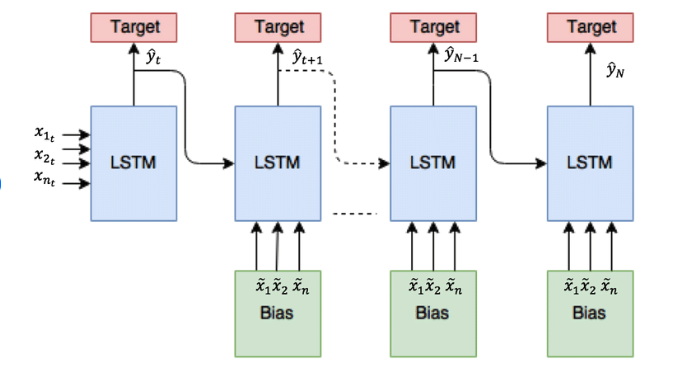 Target Target Target Target
ŷ_t ŷ_{t+1} ŷ_{N−1} ŷ_N
x_{1_t}
x_{2_t}
x_{n_t}
LSTM LSTM LSTM LSTM
x̃_1 x̃_2 x̃_n x̃_1 x̃_2 x̃_n x̃_1 x̃_2 x̃_n
Bias Bias Bias